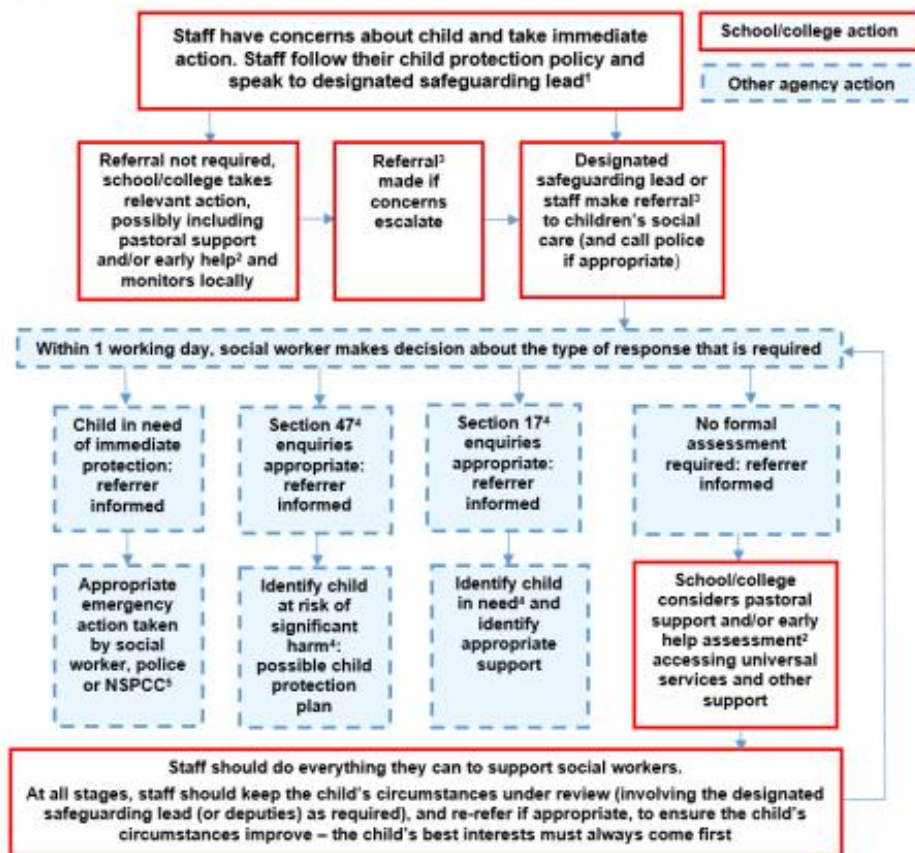 Staff have concerns about child and take immediate
action. Staff follow their child protection policy and
speak to designated safeguarding lead¹
School/college action
Other agency action
Referral not required,
school/college takes
relevant action,
possibly including
pastoral support
and/or early help² and
monitors locally
Referral³
made if
concerns
escalate
Designated
safeguarding lead or
staff make referral³
to children's social
care (and call police
if appropriate)
Within 1 working day, social worker makes decision about the type of response that is required
Child in need
of immediate
protection:
referrer
informed
Section 47⁴
enquiries
appropriate:
referrer
informed
Section 17⁴
enquiries
appropriate:
referrer
informed
No formal
assessment
required: referrer
informed
Appropriate
emergency
action taken
by social
worker, police
or NSPCC⁵
Identify child
at risk of
significant
harm⁴:
possible child
protection
plan
Identify child
in need⁴ and
identify
appropriate
support
School/college
considers pastoral
support and/or early
help assessment²
accessing universal
services and other
support
Staff should do everything they can to support social workers.
At all stages, staff should keep the child's circumstances under review (involving the designated
safeguarding lead (or deputies) as required), and re-refer if appropriate, to ensure the child's
circumstances improve – the child's best interests must always come first